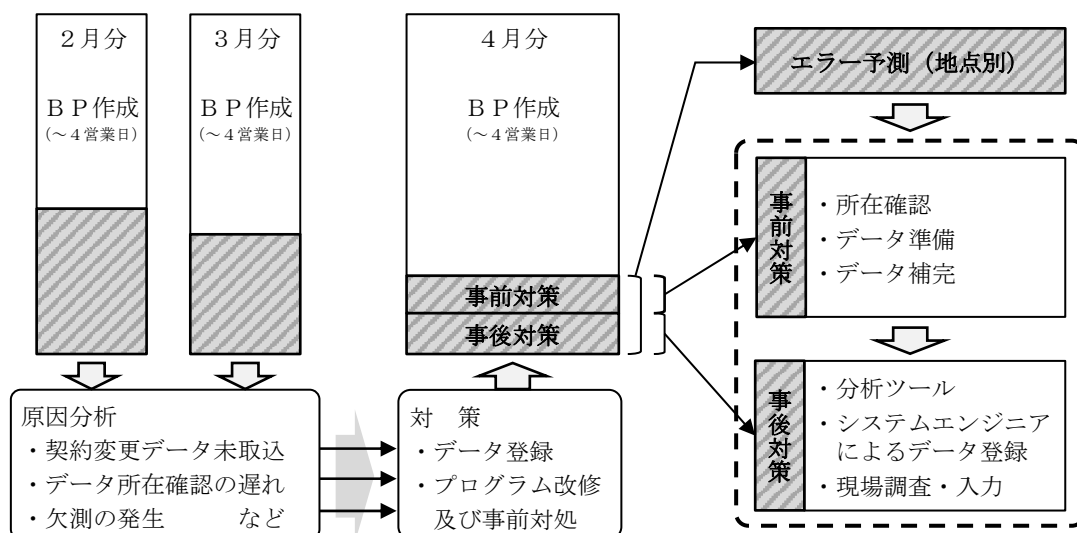 ２月分
ＢＰ作成
（～４営業日）
３月分
ＢＰ作成
（～４営業日）
４月分
ＢＰ作成
（～４営業日）
事前対策
事後対策
原因分析
・契約変更データ未取込
・データ所在確認の遅れ
・欠測の発生　　　など
対　策
・データ登録
・プログラム改修
及び事前対処
エラー予測（地点別）
事前対策
・所在確認
・データ準備
・データ補完
事後対策
・分析ツール
・システムエンジニア
によるデータ登録
・現場調査・入力